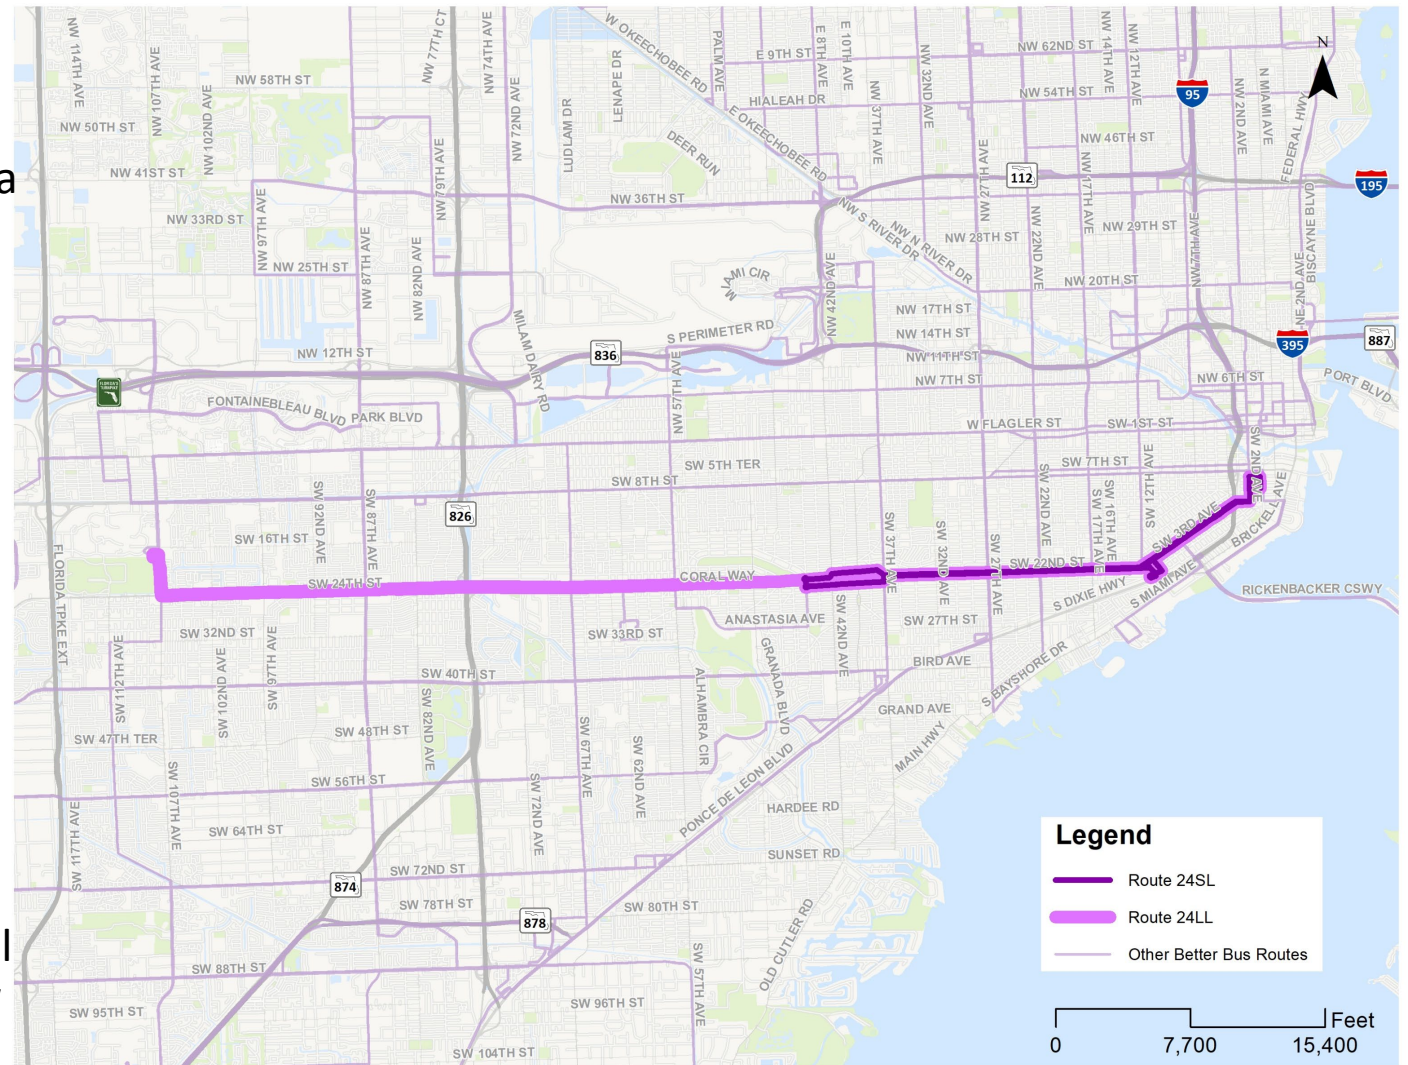 NW 114TH AVE
NW 107TH AVE
NW 77TH CT
NW 74TH AVE
W OKEECHOBEE RD
PALM AVE
E 9TH ST
E 8TH AVE
E 10TH AVE
NW 32ND AVE
NW 62ND ST
NW 14TH AVE
NW 12TH AVE
N
NW 58TH ST
NW 102ND AVE
NW 72ND AVE
LUDLAM DR
LENAPE DR
HIALEAH DR
NW 37TH AVE
NW 54TH ST
95
NW 2ND AVE
N MIAMI AVE
FEDERAL HWY
NW 50TH ST
NW 79TH AVE
DEER RUN
E OKEECHOBEE RD
NW 27TH AVE
NW 46TH ST
NW 17TH AVE
a
NW 41ST ST
NW 36TH ST
112
195
NW 97TH AVE
NW 33RD ST
NW 87TH AVE
NW 82ND AVE
NW S RIVER DR
NW N RIVER DR
NW 28TH ST
NW 22ND AVE
NW 29TH ST
NW 7TH AVE
BISCAYNE BLVD
NW 25TH ST
MIAMI CIR
NW 42ND AVE
NW 20TH ST
NE 2ND AVE
MILAM DAIRY RD
S PERIMETER RD
NW 17TH ST
NW 14TH ST
NW 12TH ST
836
NW 57TH AVE
NW 11TH ST
395
887
FLORIDA'S
TURNPIKE
NW 7TH ST
NW 6TH ST
PORT BLVD
FONTAINEBLEAU BLVD
PARK BLVD
W FLAGLER ST
SW 1ST ST
SW 5TH TER
SW 7TH ST
SW 2ND AVE
SW 8TH ST
SW 92ND AVE
SW 87TH AVE
826
SW 22ND AVE
SW 16TH AVE
SW 17TH AVE
SW 12TH AVE
SW 3RD AVE
BRICKELL AVE
FLORIDA TPKE EXT
SW 16TH ST
SW 37TH AVE
SW 32ND AVE
SW 27TH AVE
SW 22ND ST
SW 24TH ST
CORAL WAY
S DIXIE HWY
S MIAMI AVE
RICKENBACKER CSWY
SW 112TH AVE
SW 32ND ST
SW 102ND AVE
SW 97TH AVE
SW 33RD ST
ANASTASIA AVE
SW 42ND AVE
SW 27TH ST
SW 40TH ST
ALHAMBRA CIR
GRANADA BLVD
BIRD AVE
S BAYSHORE DR
SW 47TH TER
SW 48TH ST
SW 82ND AVE
SW 67TH AVE
SW 62ND AVE
GRAND AVE
MAIN HWY
SW 107TH AVE
SW 56TH ST
SW 72ND AVE
PONCE DE LEON BLVD
SW 117TH AVE
SW 64TH ST
HARDEE RD
Legend
SW 72ND ST
SUNSET RD
874
Route 24SL
SW 78TH ST
878
SW 80TH ST
Route 24LL
l
SW 88TH ST
SW 57TH AVE
OLD CUTLER RD
Other Better Bus Routes
SW 95TH ST
SW 96TH ST
Feet
SW 104TH ST
0 7,700 15,400